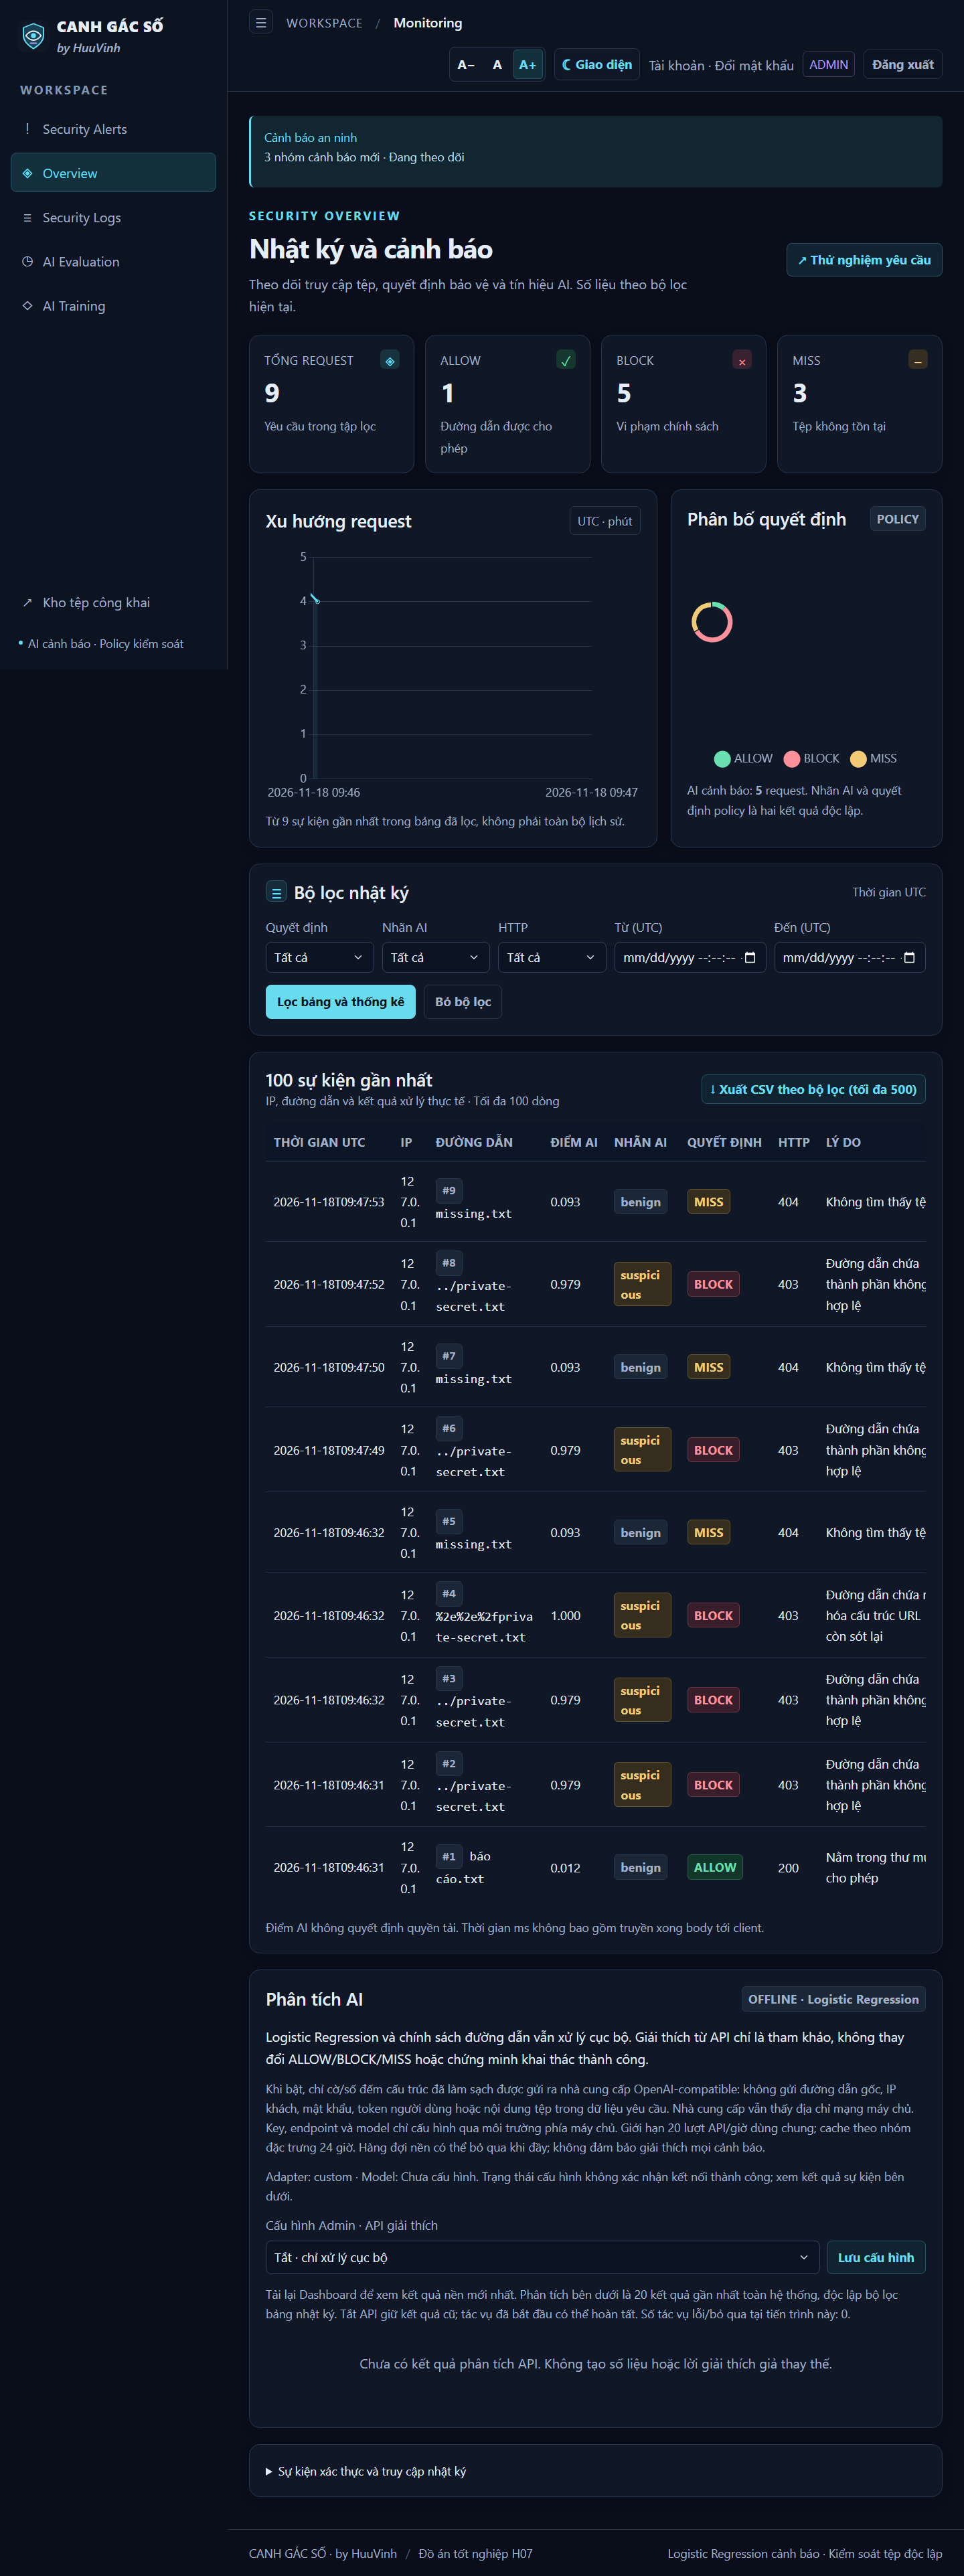 CANH GÁC SỐ
by HuuVinh
WORKSPACE
! Security Alerts
Overview
Security Logs
AI Evaluation
AI Training
Kho tệp công khai
AI cảnh báo · Policy kiểm soát
WORKSPACE / Monitoring
A− A A+ Giao diện Tài khoản · Đổi mật khẩu ADMIN Đăng xuất
Cảnh báo an ninh
3 nhóm cảnh báo mới · Đang theo dõi
SECURITY OVERVIEW
Nhật ký và cảnh báo
Theo dõi truy cập tệp, quyết định bảo vệ và tín hiệu AI. Số liệu theo bộ lọc
hiện tại.
↗ Thử nghiệm yêu cầu
TỔNG REQUEST
9
Yêu cầu trong tập lọc
ALLOW
1
Đường dẫn được cho
phép
BLOCK
5
Vi phạm chính sách
MISS
3
Tệp không tồn tại
Xu hướng request
UTC · phút
5
4
3
2
1
0
2026-11-18 09:46 2026-11-18 09:47
Từ 9 sự kiện gần nhất trong bảng đã lọc, không phải toàn bộ lịch sử.
Phân bố quyết định
POLICY
ALLOW BLOCK MISS
AI cảnh báo: 5 request. Nhãn AI và quyết
định policy là hai kết quả độc lập.
Bộ lọc nhật ký
Thời gian UTC
Quyết định Nhãn AI HTTP Từ (UTC) Đến (UTC)
Tất cả Tất cả Tất cả mm/dd/yyyy --:--:-- mm/dd/yyyy --:--:--
Lọc bảng và thống kê Bỏ bộ lọc
100 sự kiện gần nhất
IP, đường dẫn và kết quả xử lý thực tế · Tối đa 100 dòng
↓ Xuất CSV theo bộ lọc (tối đa 500)
THỜI GIAN UTC IP ĐƯỜNG DẪN ĐIỂM AI NHÃN AI QUYẾT ĐỊNH HTTP LÝ DO
2026-11-18T09:47:53 127.0.0.1 #9 missing.txt 0.093 benign MISS 404 Không tìm thấy tệ
2026-11-18T09:47:52 127.0.0.1 #8 ../private-secret.txt 0.979 suspicious BLOCK 403 Đường dẫn chứa thành phần không hợp lệ
2026-11-18T09:47:50 127.0.0.1 #7 missing.txt 0.093 benign MISS 404 Không tìm thấy tệ
2026-11-18T09:47:49 127.0.0.1 #6 ../private-secret.txt 0.979 suspicious BLOCK 403 Đường dẫn chứa thành phần không hợp lệ
2026-11-18T09:46:32 127.0.0.1 #5 missing.txt 0.093 benign MISS 404 Không tìm thấy tệ
2026-11-18T09:46:32 127.0.0.1 #4 %2e%2e%2fprivate-secret.txt 1.000 suspicious BLOCK 403 Đường dẫn chứa hóa cấu trúc URL còn sót lại
2026-11-18T09:46:32 127.0.0.1 #3 ../private-secret.txt 0.979 suspicious BLOCK 403 Đường dẫn chứa thành phần không hợp lệ
2026-11-18T09:46:31 127.0.0.1 #2 ../private-secret.txt 0.979 suspicious BLOCK 403 Đường dẫn chứa thành phần không hợp lệ
2026-11-18T09:46:31 127.0.0.1 #1 báo cáo.txt 0.012 benign ALLOW 200 Nằm trong thư mụ cho phép
Điểm AI không quyết định quyền tải. Thời gian ms không bao gồm truyền xong body tới client.
Phân tích AI
OFFLINE · Logistic Regression
Logistic Regression và chính sách đường dẫn vẫn xử lý cục bộ. Giải thích từ API chỉ là tham khảo, không thay
đổi ALLOW/BLOCK/MISS hoặc chứng minh khai thác thành công.
Khi bật, chỉ cờ/số đếm cấu trúc đã làm sạch được gửi ra nhà cung cấp OpenAI-compatible: không gửi đường dẫn gốc, IP
khách, mật khẩu, token người dùng hoặc nội dung tệp trong dữ liệu yêu cầu. Nhà cung cấp vẫn thấy địa chỉ mạng máy chủ.
Key, endpoint và model chỉ cấu hình qua môi trường phía máy chủ. Giới hạn 20 lượt API/giờ dùng chung; cache theo nhóm
đặc trưng 24 giờ. Hàng đợi nền có thể bỏ qua khi đầy; không đảm bảo giải thích mọi cảnh báo.
Adapter: custom · Model: Chưa cấu hình. Trạng thái cấu hình không xác nhận kết nối thành công; xem kết quả sự kiện bên
dưới.
Cấu hình Admin · API giải thích
Tắt · chỉ xử lý cục bộ
Lưu cấu hình
Tải lại Dashboard để xem kết quả nền mới nhất. Phân tích bên dưới là 20 kết quả gần nhất toàn hệ thống, độc lập bộ lọc
bảng nhật ký. Tắt API giữ kết quả cũ; tác vụ đã bắt đầu có thể hoàn tất. Số tác vụ lỗi/bỏ qua tại tiến trình này: 0.
Chưa có kết quả phân tích API. Không tạo số liệu hoặc lời giải thích giả thay thế.
▶ Sự kiện xác thực và truy cập nhật ký
CANH GÁC SỐ · by HuuVinh / Đồ án tốt nghiệp H07
Logistic Regression cảnh báo · Kiểm soát tệp độc lập